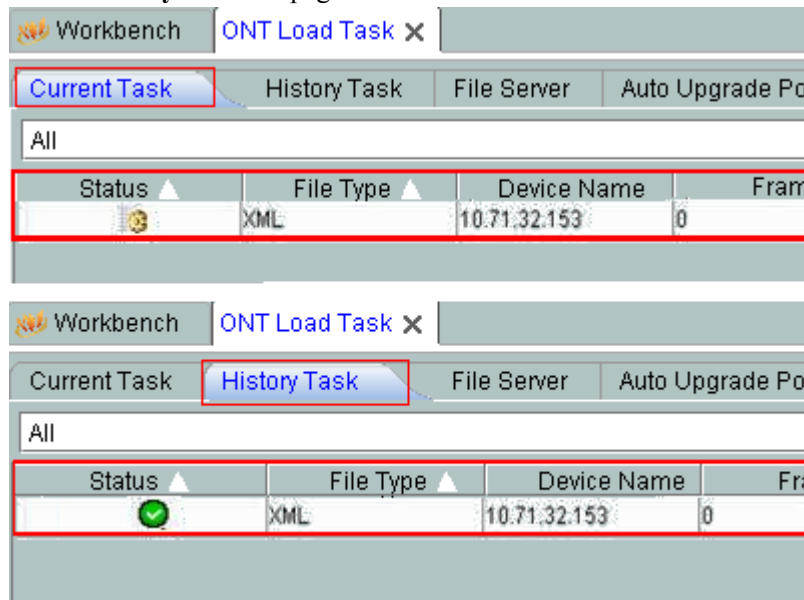 Workbench ONT Load Task
Current Task History Task File Server Auto Upgrade Po
All
Status File Type Device Name Fram
XML 10.71.32.153 0
Workbench ONT Load Task
Current Task History Task File Server Auto Upgrade Po
All
Status File Type Device Name Fra
XML 10.71.32.153 0